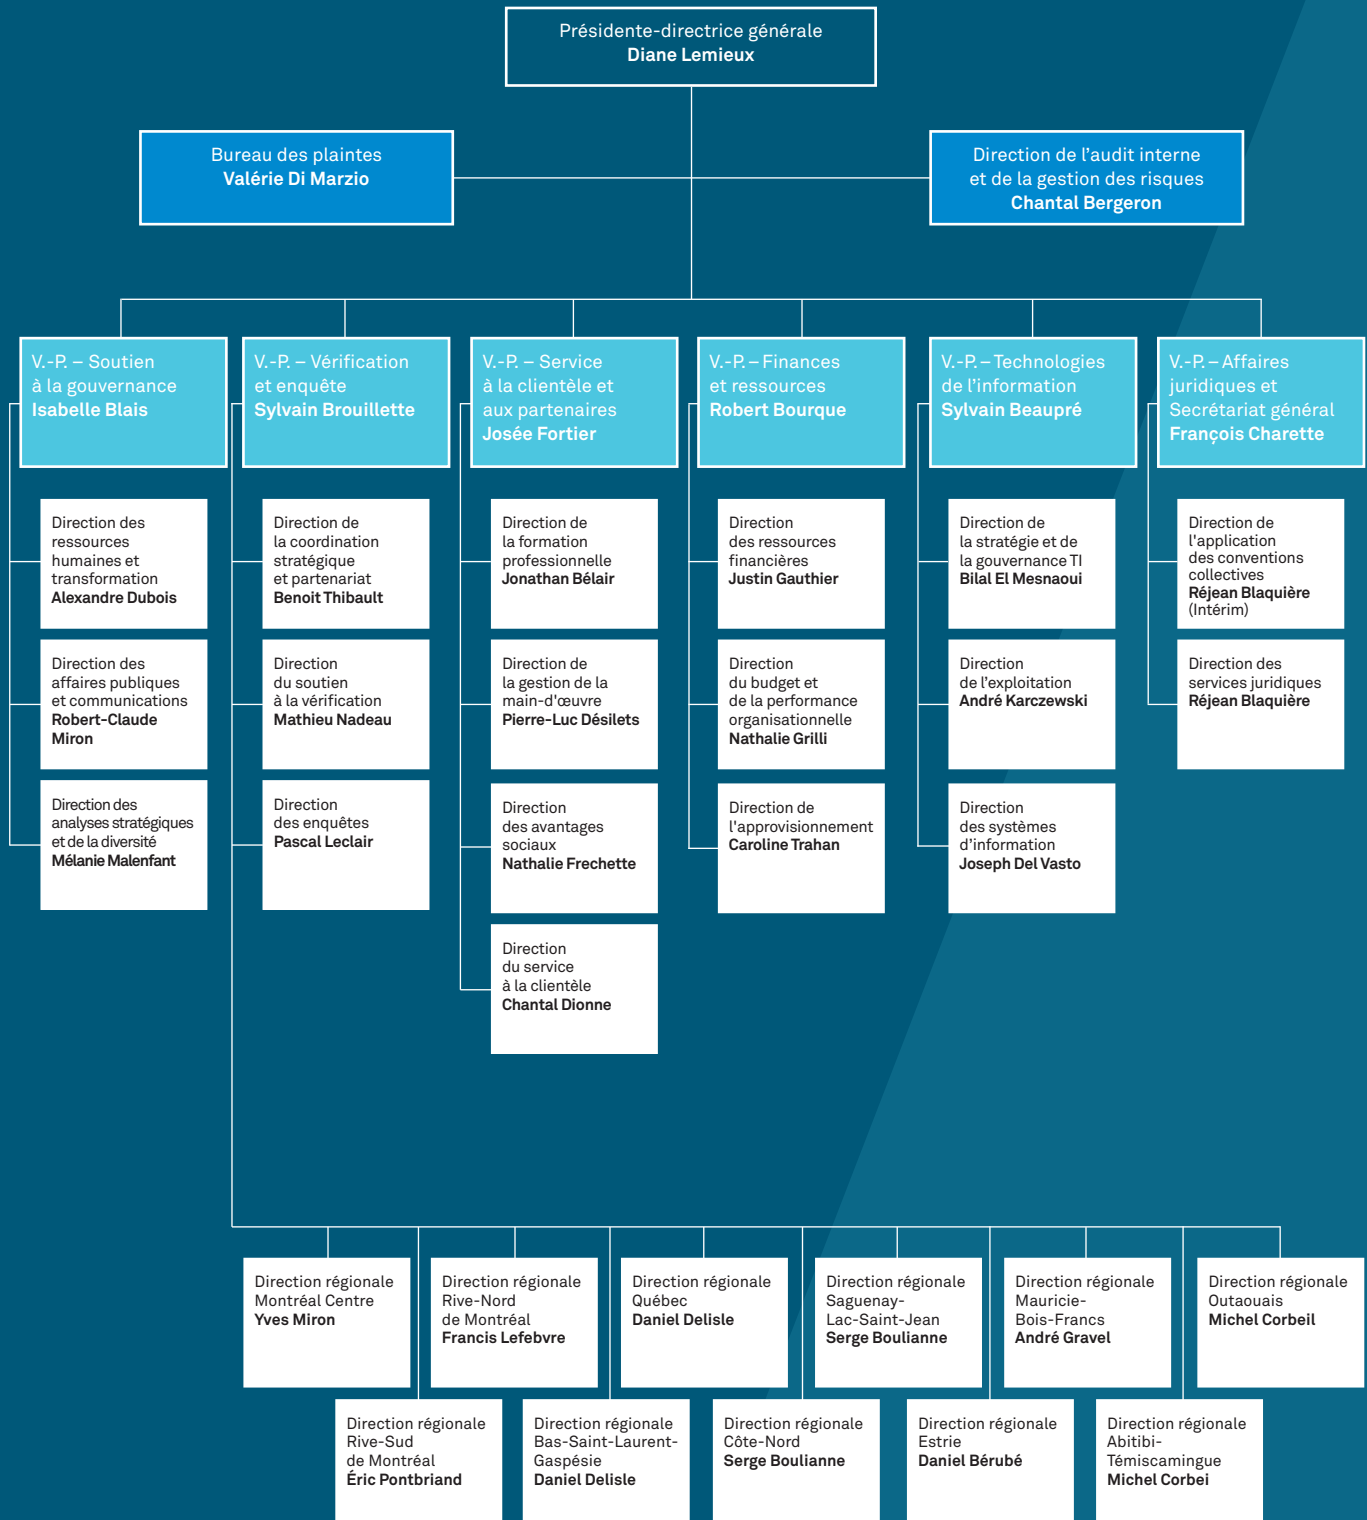 Présidente-directrice générale
Diane Lemieux
Bureau des plaintes
Valérie Di Marzio
Direction de l’audit interne
et de la gestion des risques
Chantal Bergeron
V.-P. – Soutien
à la gouvernance
Isabelle Blais
V.-P. – Vérification
et enquête
Sylvain Brouillette
V.-P. – Service
à la clientèle et
aux partenaires
Josée Fortier
V.-P. – Finances
et ressources
Robert Bourque
V.-P. – Technologies
de l’information
Sylvain Beaupré
V.-P. – Affaires
juridiques et
Secrétariat général
François Charette
Direction des
ressources
humaines et
transformation
Alexandre Dubois
Direction de
la coordination
stratégique
et partenariat
Benoit Thibault
Direction de
la formation
professionnelle
Jonathan Bélair
Direction
des ressources
financières
Justin Gauthier
Direction de
la stratégie et de
la gouvernance TI
Bilal El Mesnaoui
Direction de
l'application
des conventions
collectives
Réjean Blaquière
(Intérim)
Direction des
affaires publiques
et communications
Robert-Claude
Miron
Direction
du soutien
à la vérification
Mathieu Nadeau
Direction de
la gestion de la
main-d'œuvre
Pierre-Luc Désilets
Direction
du budget et
de la performance
organisationnelle
Nathalie Grilli
Direction
de l’exploitation
André Karczewski
Direction des
services juridiques
Réjean Blaquière
Direction des
analyses stratégiques
et de la diversité
Mélanie Malenfant
Direction
des enquêtes
Pascal Leclair
Direction
des avantages
sociaux
Nathalie Frechette
Direction de
l'approvisionnement
Caroline Trahan
Direction
des systèmes
d’information
Joseph Del Vasto
Direction
du service
à la clientèle
Chantal Dionne
Direction régionale
Montréal Centre
Yves Miron
Direction régionale
Rive-Nord
de Montréal
Francis Lefebvre
Direction régionale
Québec
Daniel Delisle
Direction régionale
Saguenay-
Lac-Saint-Jean
Serge Boulianne
Direction régionale
Mauricie-
Bois-Francs
André Gravel
Direction régionale
Outaouais
Michel Corbeil
Direction régionale
Rive-Sud
de Montréal
Éric Pontbriand
Direction régionale
Bas-Saint-Laurent-
Gaspésie
Daniel Delisle
Direction régionale
Côte-Nord
Serge Boulianne
Direction régionale
Estrie
Daniel Bérubé
Direction régionale
Abitibi-
Témiscamingue
Michel Corbei